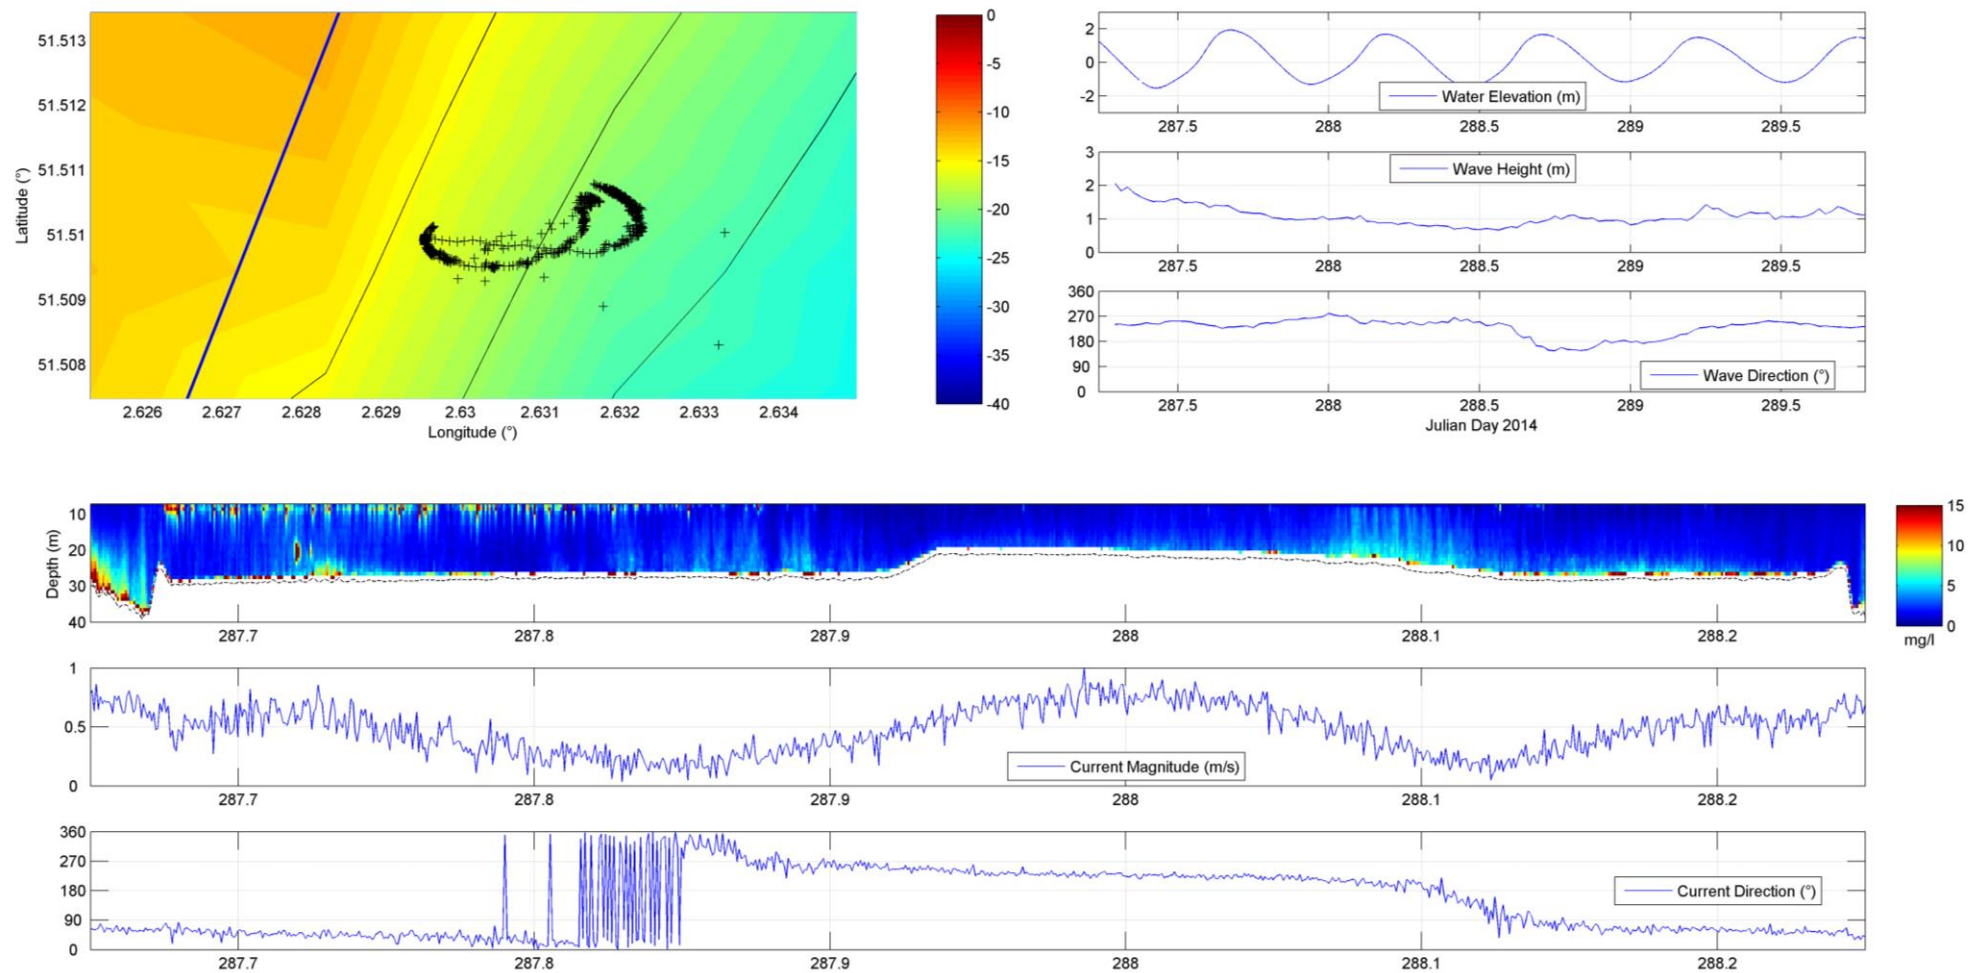 51.513
51.512
51.511
51.51
51.509
51.508
Latitude (°)
2.626 2.627 2.628 2.629 2.63 2.631 2.632 2.633 2.634
Longitude (°)
0
-5
-10
-15
-20
-25
-30
-35
-40
2
0
-2
Water Elevation (m)
287.5 288 288.5 289 289.5
3
2
1
0
Wave Height (m)
287.5 288 288.5 289 289.5
360
270
180
90
0
Wave Direction (°)
287.5 288 288.5 289 289.5
Julian Day 2014
10
20
30
40
Depth (m)
287.7 287.8 287.9 288 288.1 288.2
15
10
5
0
mg/l
1
0.5
0
Current Magnitude (m/s)
287.7 287.8 287.9 288 288.1 288.2
360
270
180
90
0
Current Direction (°)
287.7 287.8 287.9 288 288.1 288.2